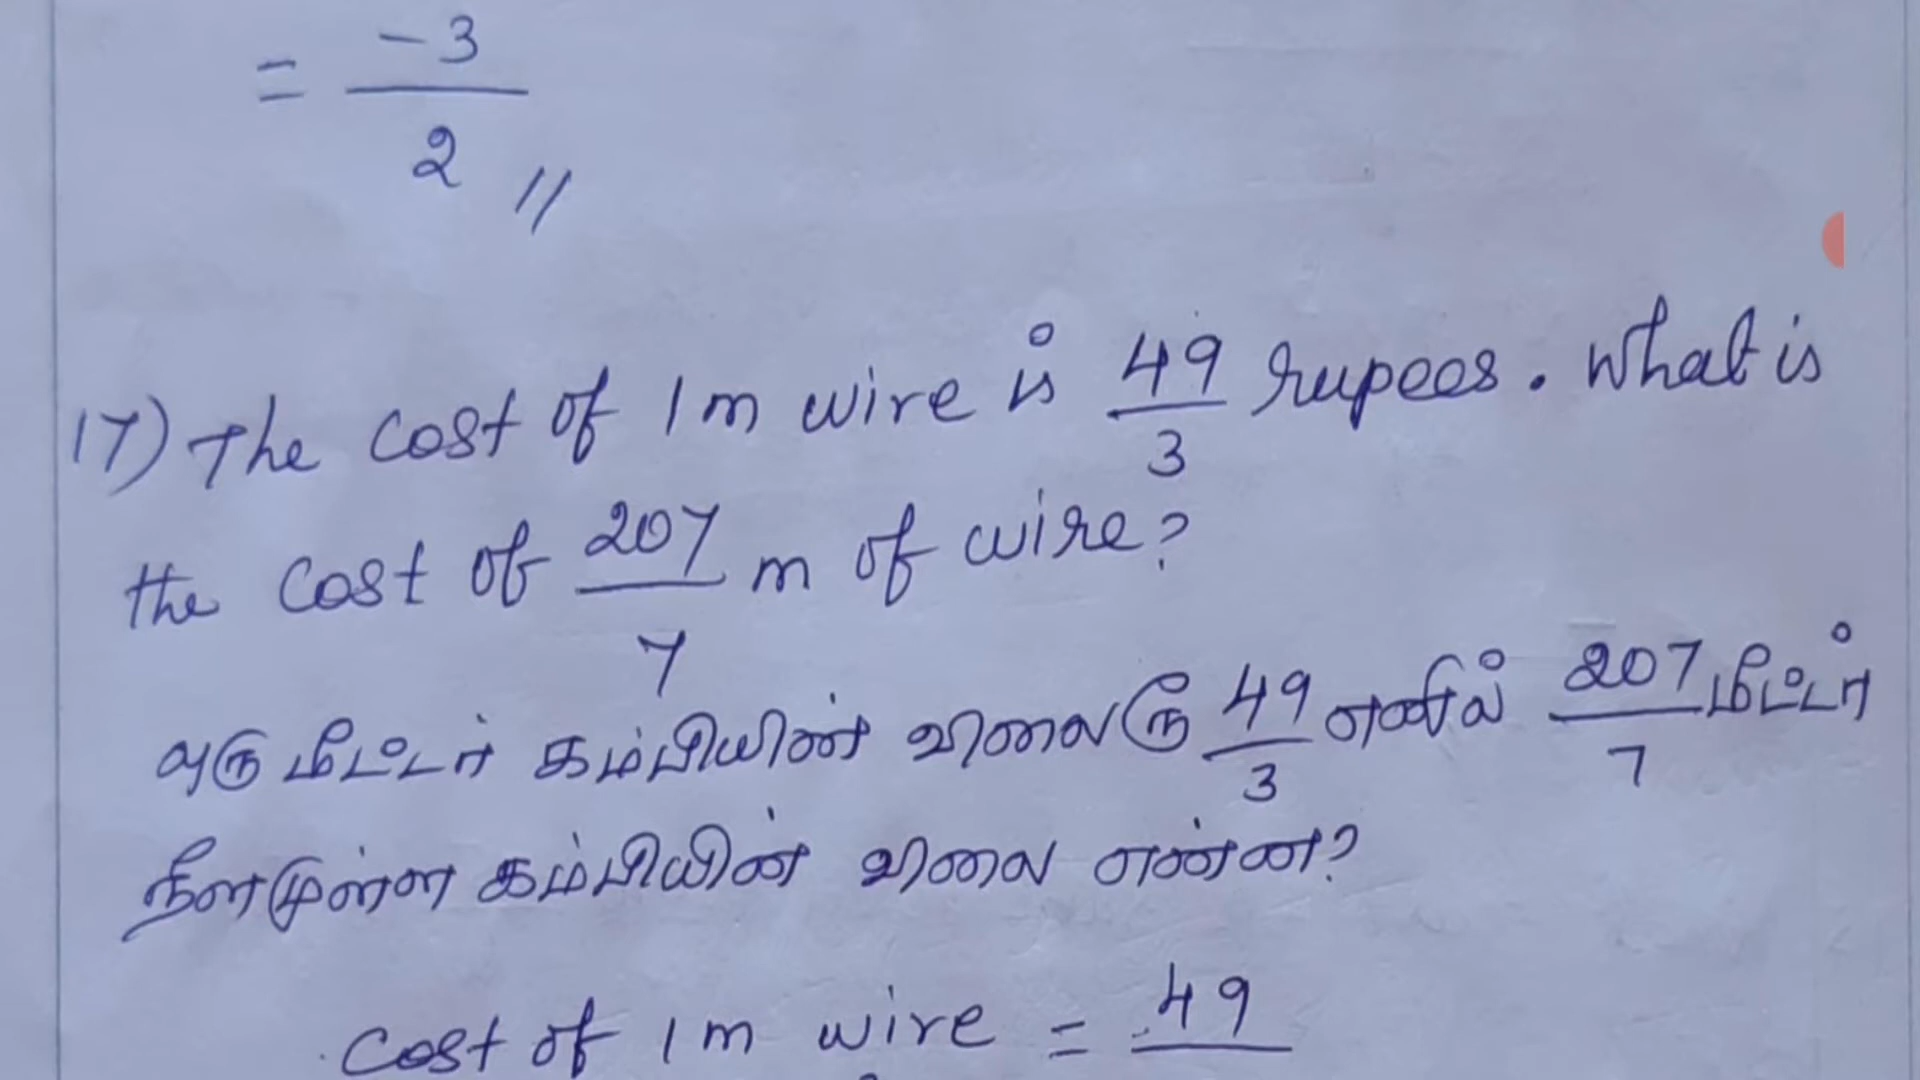 = -3/2 //
17) The cost of 1m wire is 49/3 rupees. What is
the cost of 207/7 m of wire?
ஒரு மீட்டர் கம்பியின் விலை ரூ 49/3 எனில் 207/7 மீட்டர்
நீளமுள்ள கம்பியின் விலை என்ன?
Cost of 1m wire = 49